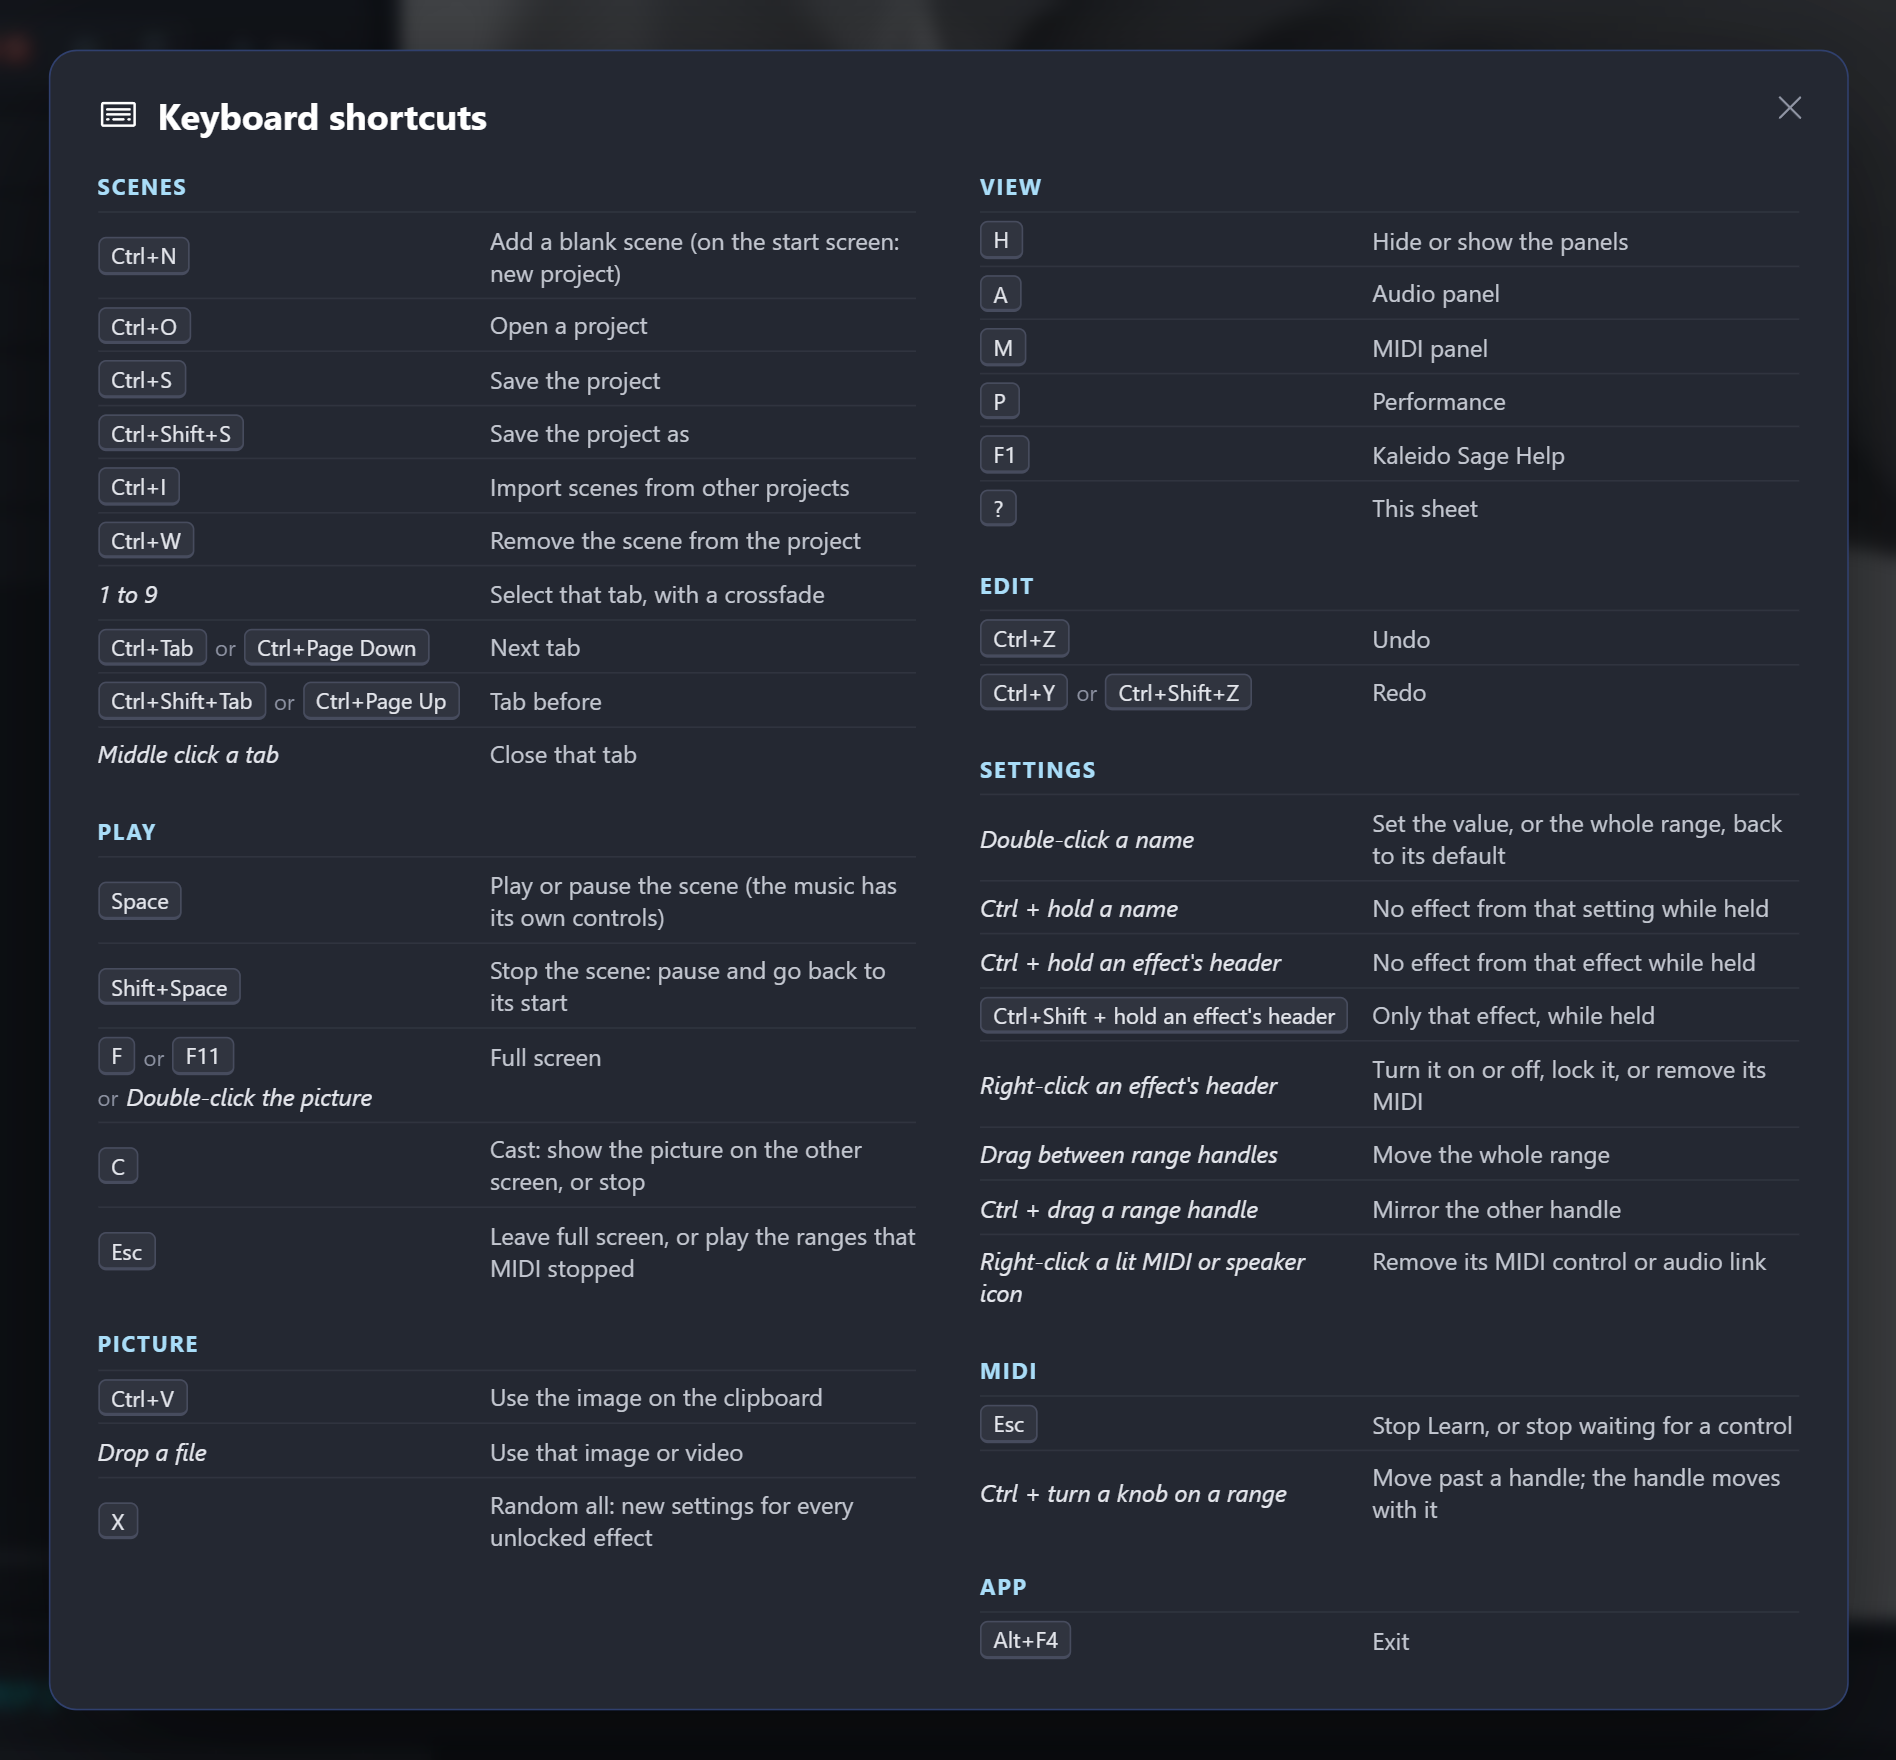 Keyboard shortcuts
SCENES
Ctrl+N Add a blank scene (on the start screen:
new project)
Ctrl+O Open a project
Ctrl+S Save the project
Ctrl+Shift+S Save the project as
Ctrl+I Import scenes from other projects
Ctrl+W Remove the scene from the project
1 to 9 Select that tab, with a crossfade
Ctrl+Tab or Ctrl+Page Down Next tab
Ctrl+Shift+Tab or Ctrl+Page Up Tab before
Middle click a tab Close that tab
PLAY
Space Play or pause the scene (the music has
its own controls)
Shift+Space Stop the scene: pause and go back to
its start
F or F11 Full screen
or Double-click the picture
C Cast: show the picture on the other
screen, or stop
Esc Leave full screen, or play the ranges that
MIDI stopped
PICTURE
Ctrl+V Use the image on the clipboard
Drop a file Use that image or video
X Random all: new settings for every
unlocked effect
VIEW
H Hide or show the panels
A Audio panel
M MIDI panel
P Performance
F1 Kaleido Sage Help
? This sheet
EDIT
Ctrl+Z Undo
Ctrl+Y or Ctrl+Shift+Z Redo
SETTINGS
Double-click a name Set the value, or the whole range, back
to its default
Ctrl + hold a name No effect from that setting while held
Ctrl + hold an effect's header No effect from that effect while held
Ctrl+Shift + hold an effect's header Only that effect, while held
Right-click an effect's header Turn it on or off, lock it, or remove its
MIDI
Drag between range handles Move the whole range
Ctrl + drag a range handle Mirror the other handle
Right-click a lit MIDI or speaker Remove its MIDI control or audio link
icon
MIDI
Esc Stop Learn, or stop waiting for a control
Ctrl + turn a knob on a range Move past a handle; the handle moves
with it
APP
Alt+F4 Exit